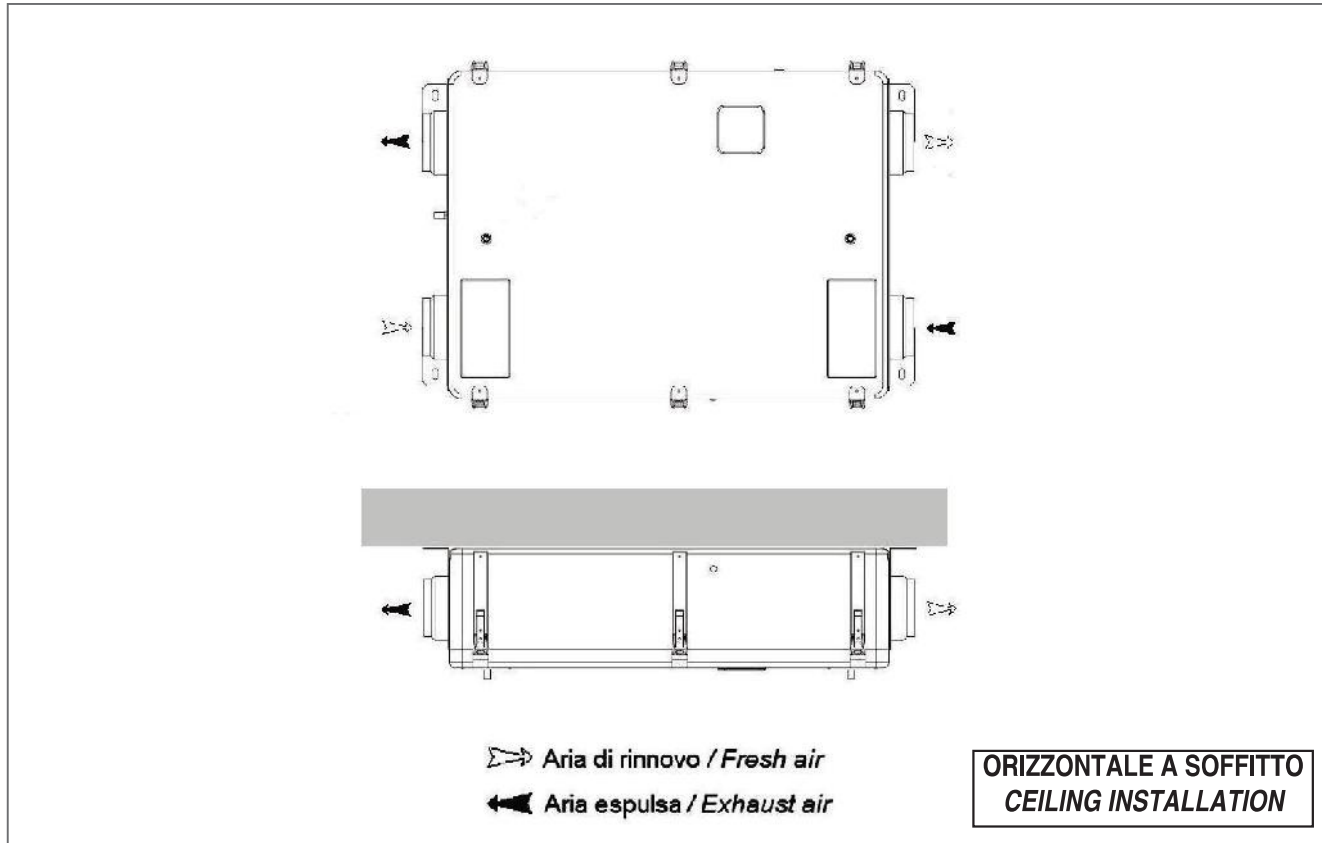 Aria di rinnovo / Fresh air
Aria espulsa / Exhaust air
ORIZZONTALE A SOFFITTO
CEILING INSTALLATION